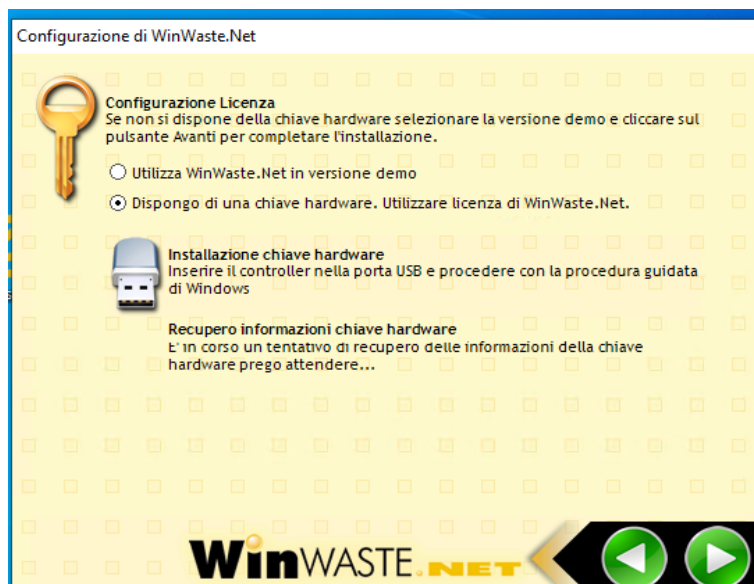 Configurazione di WinWaste.Net
Configurazione Licenza
Se non si dispone della chiave hardware selezionare la versione demo e cliccare sul
pulsante Avanti per completare l'installazione.
Utilizza WinWaste.Net in versione demo
Dispongo di una chiave hardware. Utilizzare licenza di WinWaste.Net.
Installazione chiave hardware
Inserire il controller nella porta USB e procedere con la procedura guidata
di Windows
Recupero informazioni chiave hardware
E' in corso un tentativo di recupero delle informazioni della chiave
hardware prego attendere...
WinWASTE.NET